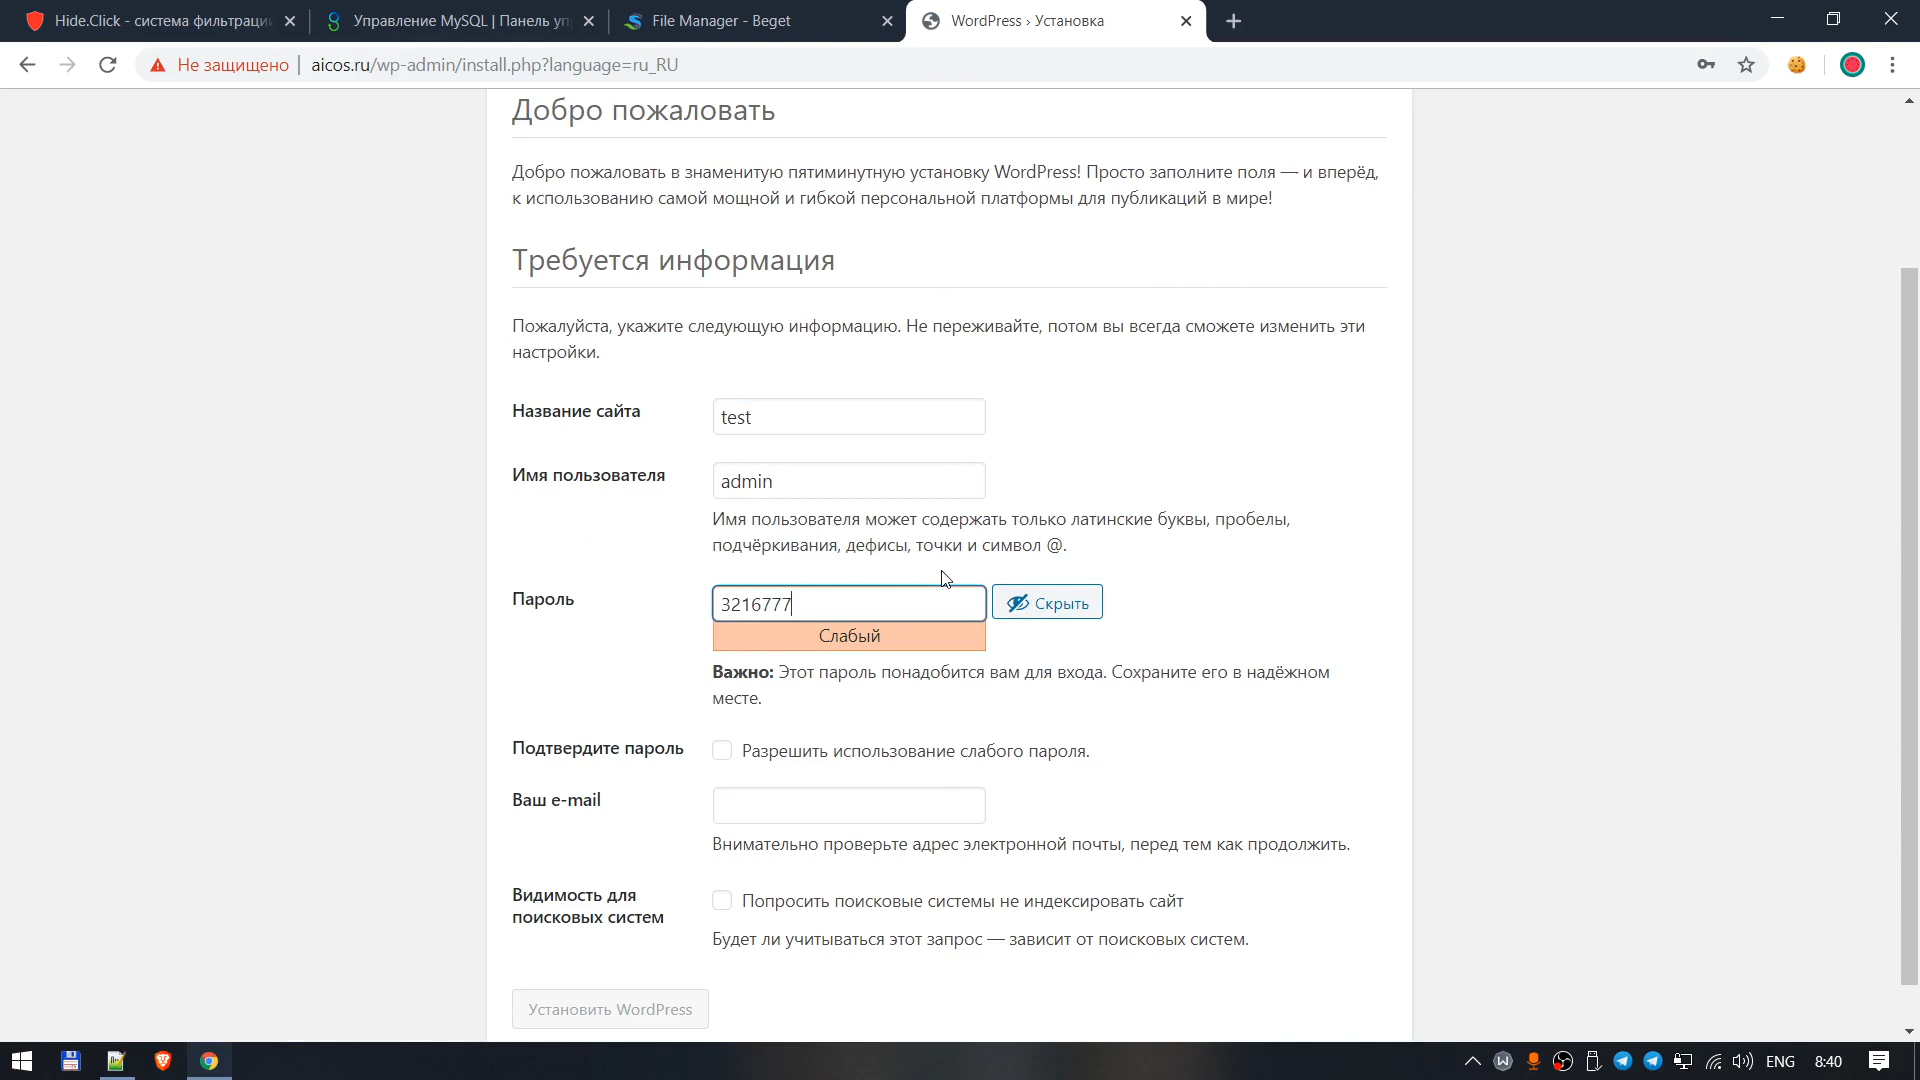 Hide.Click - система фильтраци
Управление MySQL | Панель уп
File Manager - Beget
WordPress › Установка
Не защищено
aicos.ru/wp-admin/install.php?language=ru_RU
Добро пожаловать
Добро пожаловать в знаменитую пятиминутную установку WordPress! Просто заполните поля — и вперёд,
к использованию самой мощной и гибкой персональной платформы для публикаций в мире!
Требуется информация
Пожалуйста, укажите следующую информацию. Не переживайте, потом вы всегда сможете изменить эти
настройки.
Название сайта
test
Имя пользователя
admin
Имя пользователя может содержать только латинские буквы, пробелы,
подчёркивания, дефисы, точки и символ @.
Пароль
3216777
Скрыть
Слабый
Важно: Этот пароль понадобится вам для входа. Сохраните его в надёжном
месте.
Подтвердите пароль
Разрешить использование слабого пароля.
Ваш e-mail
Внимательно проверьте адрес электронной почты, перед тем как продолжить.
Видимость для
поисковых систем
Попросить поисковые системы не индексировать сайт
Будет ли учитываться этот запрос — зависит от поисковых систем.
Установить WordPress
ENG
8:40